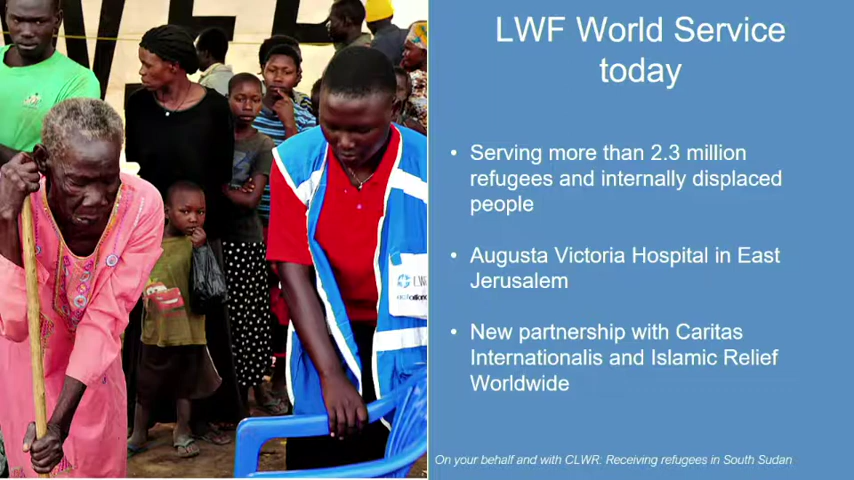 LWF World Service
today
• Serving more than 2.3 million
refugees and internally displaced
people
• Augusta Victoria Hospital in East
Jerusalem
• New partnership with Caritas
Internationalis and Islamic Relief
Worldwide
On your behalf and with CLWR. Receiving refugees in South Sudan